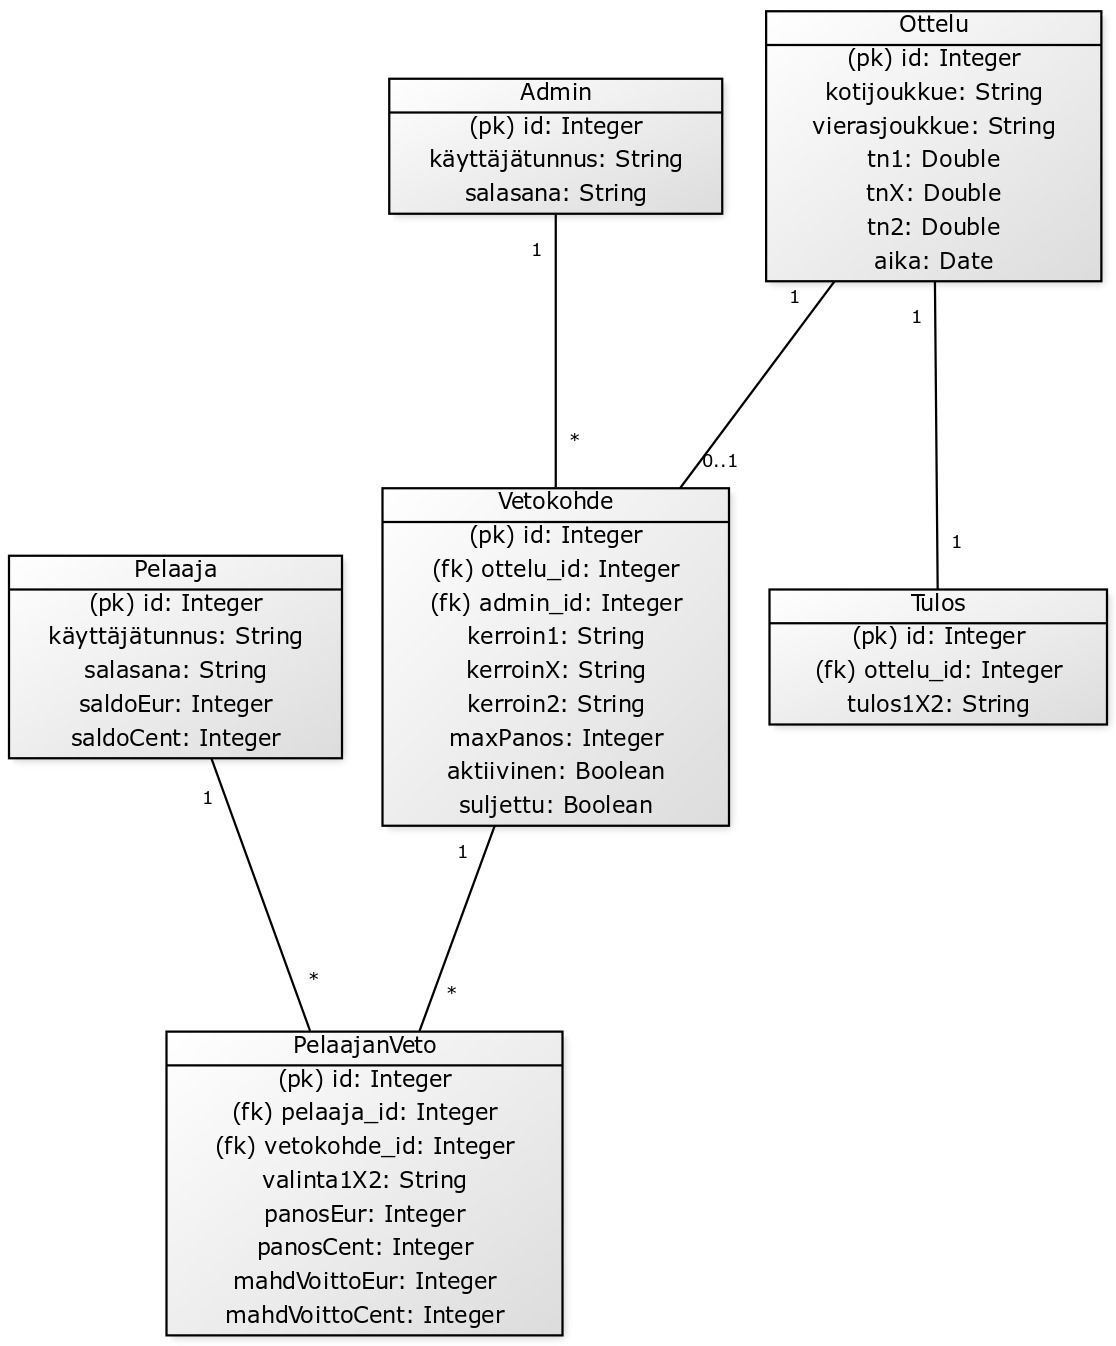 Ottelu
(pk) id: Integer
kotijoukkue: String
vierasjoukkue: String
tn1: Double
tnX: Double
tn2: Double
aika: Date
Admin
(pk) id: Integer
käyttäjätunnus: String
salasana: String
1
*
1
0..1
1
1
Vetokohde
(pk) id: Integer
(fk) ottelu_id: Integer
(fk) admin_id: Integer
kerroin1: String
kerroinX: String
kerroin2: String
maxPanos: Integer
aktiivinen: Boolean
suljettu: Boolean
Pelaaja
(pk) id: Integer
käyttäjätunnus: String
salasana: String
saldoEur: Integer
saldoCent: Integer
Tulos
(pk) id: Integer
(fk) ottelu_id: Integer
tulos1X2: String
1
*
1
*
PelaajanVeto
(pk) id: Integer
(fk) pelaaja_id: Integer
(fk) vetokohde_id: Integer
valinta1X2: String
panosEur: Integer
panosCent: Integer
mahdVoittoEur: Integer
mahdVoittoCent: Integer